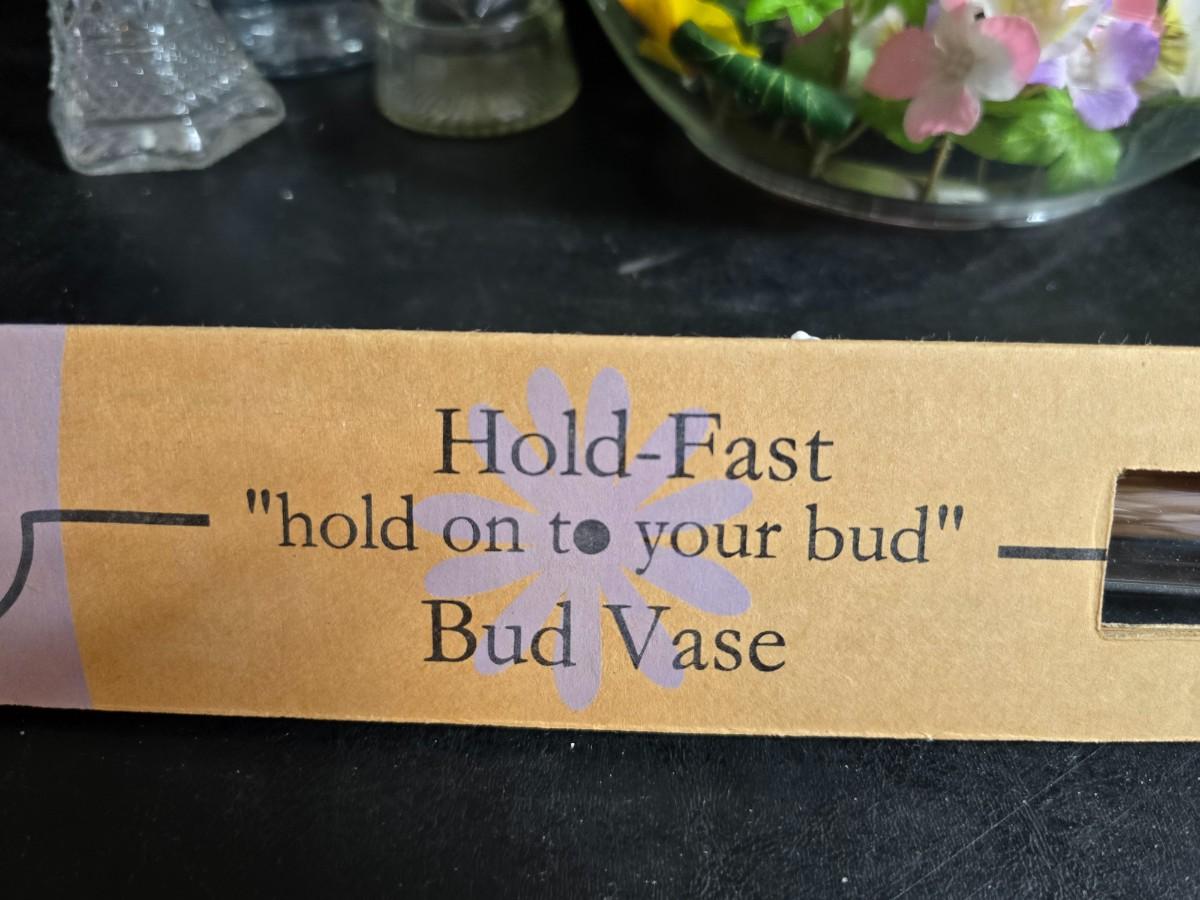 Hold-Fast
"hold on to your bud"
Bud Vase